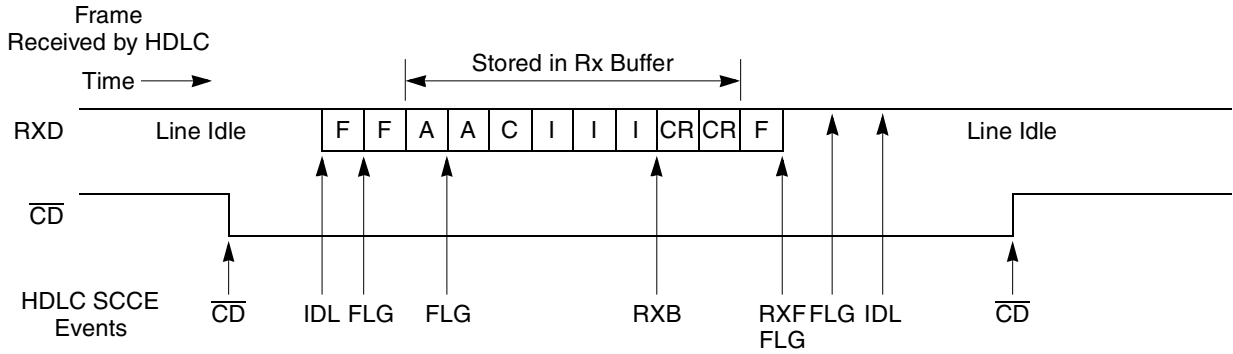 Frame
Received by HDLC
Time
Stored in Rx Buffer
RXD
Line Idle
F F A A C I I I CR CR F
Line Idle
CD
HDLC SCCE
Events
CD
IDL FLG
FLG
RXB
RXF FLG IDL
FLG
CD